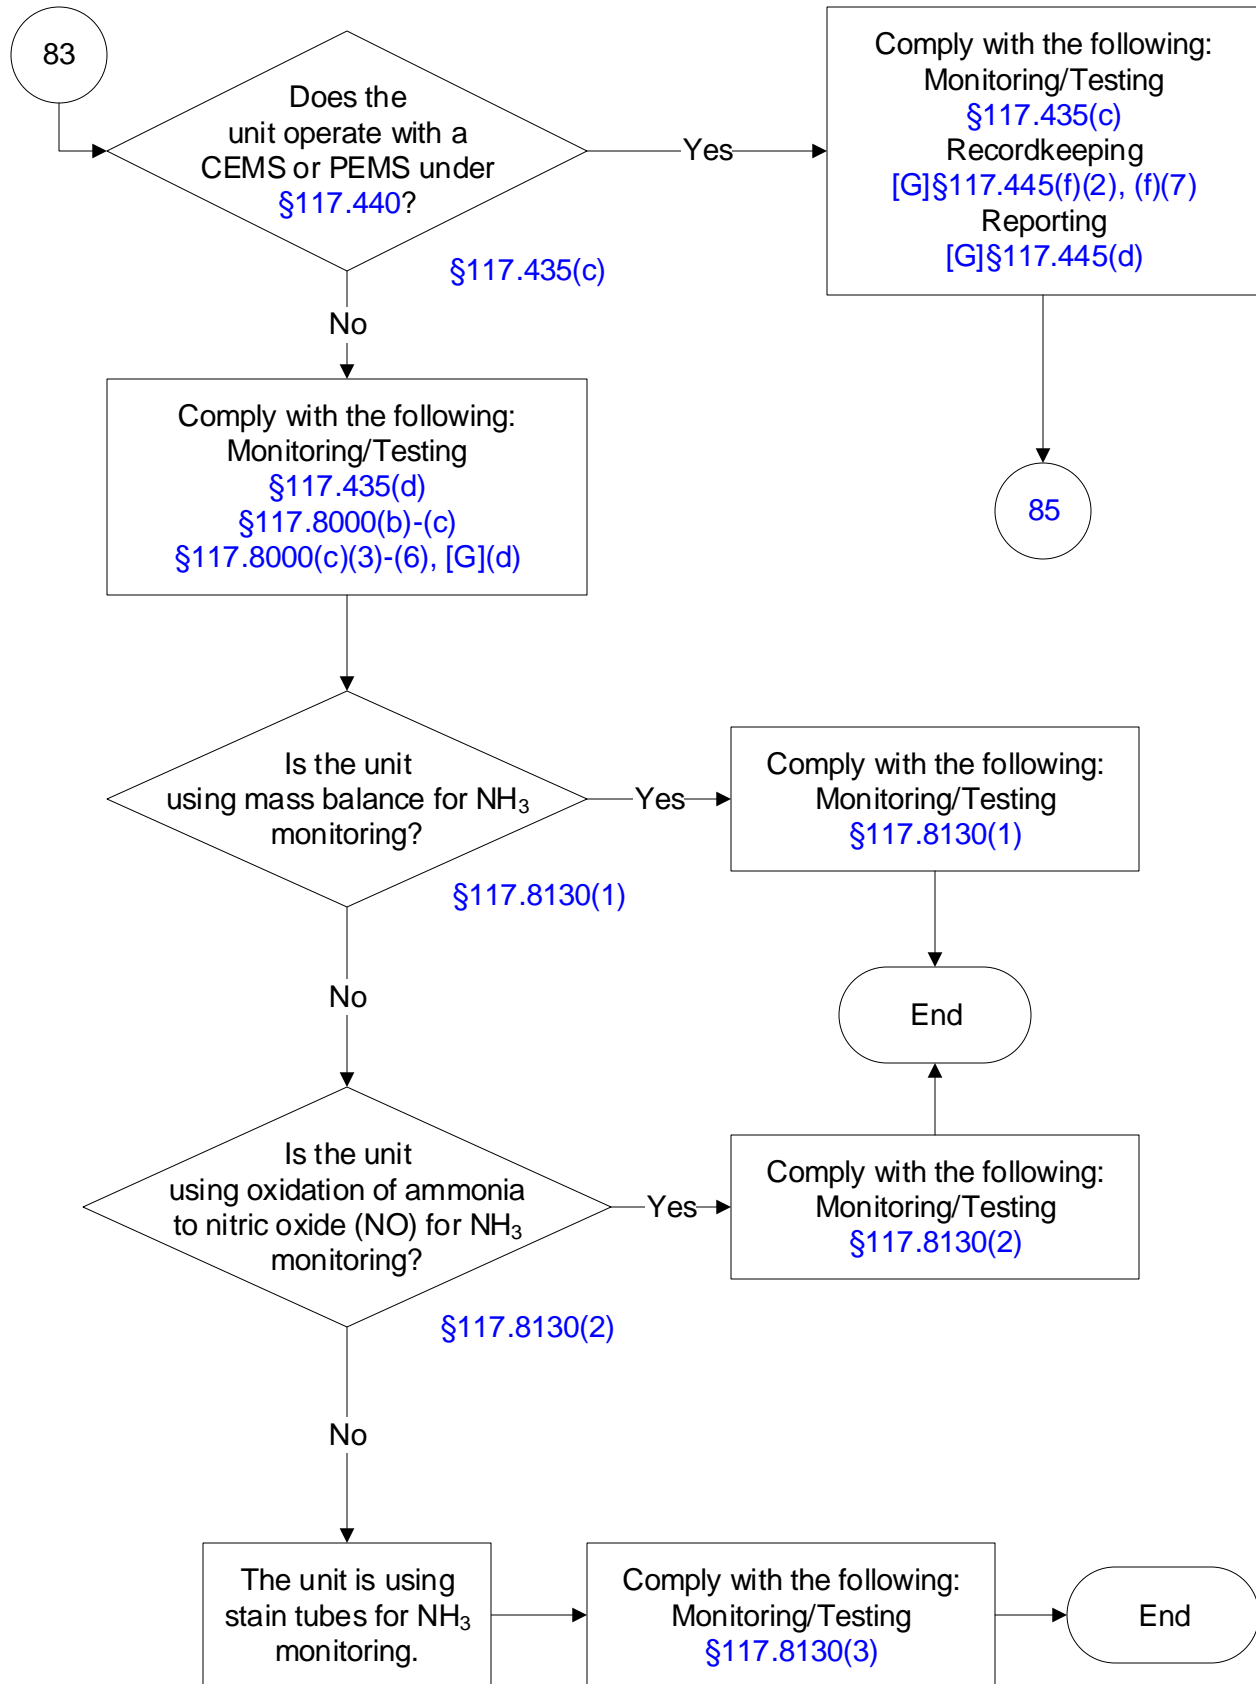 83
Does the
unit operate with a
CEMS or PEMS under
§117.440?
Yes
Comply with the following:
Monitoring/Testing
§117.435(c)
Recordkeeping
[G]§117.445(f)(2), (f)(7)
Reporting
[G]§117.445(d)
§117.435(c)
No
85
Comply with the following:
Monitoring/Testing
§117.435(d)
§117.8000(b)-(c)
§117.8000(c)(3)-(6), [G](d)
Is the unit
using mass balance for NH₃
monitoring?
Yes
Comply with the following:
Monitoring/Testing
§117.8130(1)
§117.8130(1)
No
End
Is the unit
using oxidation of ammonia
to nitric oxide (NO) for NH₃
monitoring?
Yes
Comply with the following:
Monitoring/Testing
§117.8130(2)
§117.8130(2)
No
The unit is using
stain tubes for NH₃
monitoring.
Comply with the following:
Monitoring/Testing
§117.8130(3)
End